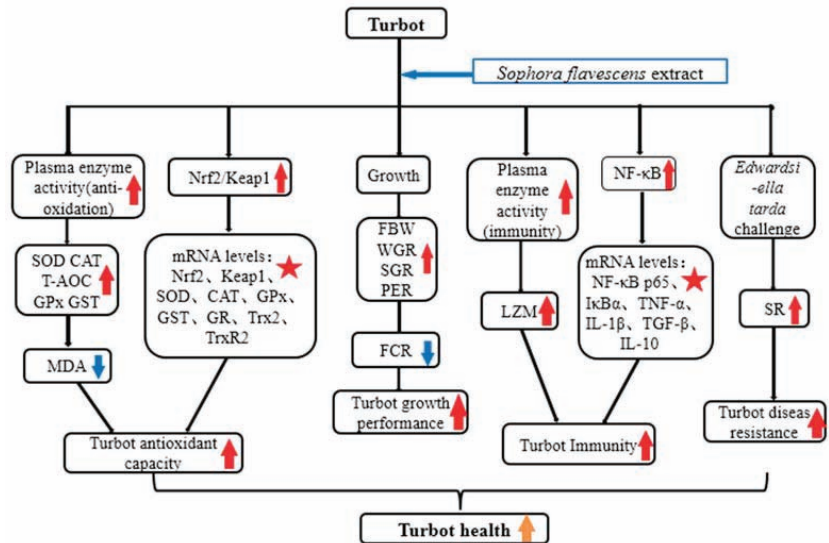 Turbot
Sophora flavescens extract
Plasma enzyme
activity(anti-
oxidation)
Nrf2/Keap1
Growth
Plasma
enzyme
activity
(immunity)
NF-κB
Edwardsi
-ella
tarda
challenge
SOD CAT
T-AOC
GPx GST
mRNA levels：
Nrf2、Keap1、
SOD、CAT、GPx、
GST、GR、Trx2、
TrxR2
FBW
WGR
SGR
PER
LZM
mRNA levels：
NF-κB p65、
IκBα、TNF-α、
IL-1β、TGF-β、
IL-10
SR
MDA
FCR
Turbot antioxidant
capacity
Turbot growth
performance
Turbot Immunity
Turbot diseas
resistance
Turbot health